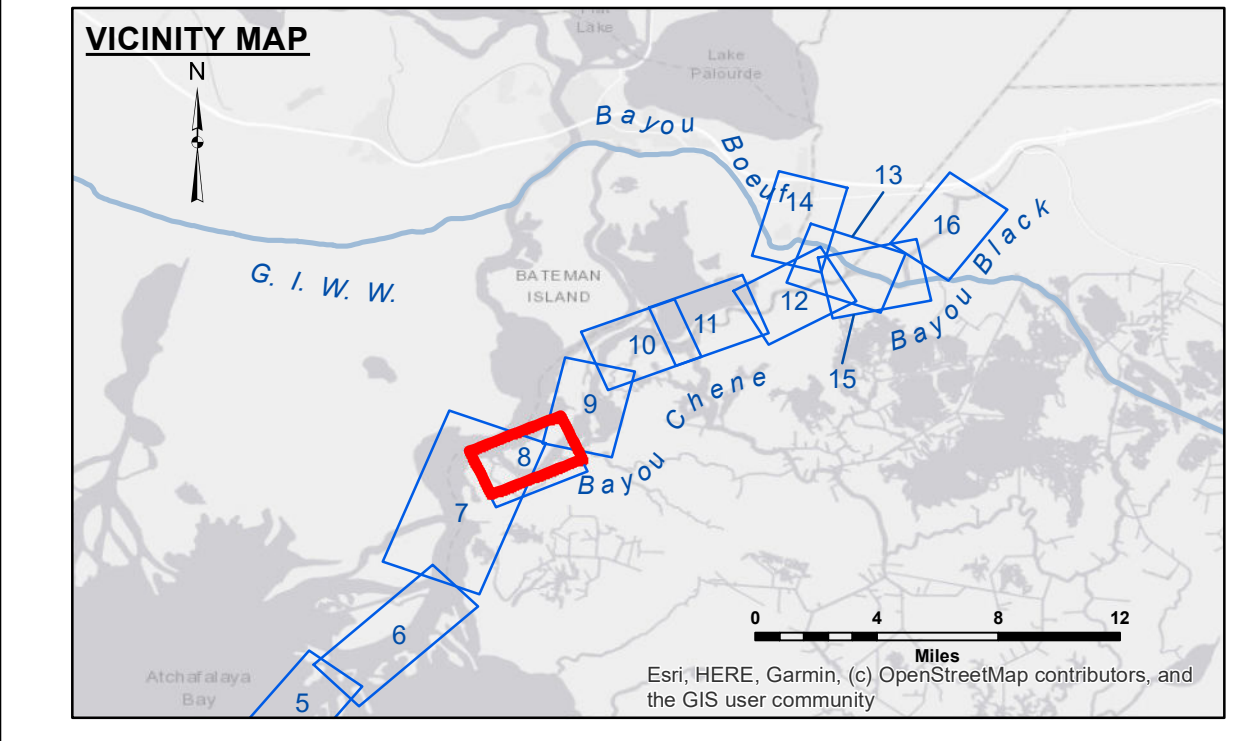 VICINITY MAP
N
Lake
Lake
Palourde
Bayou
Boeuf
13
14
16
G. I. W. W.
BATEMAN
ISLAND
Bayou Black
12
11
10
15
9
Bayou Chene
8
7
6
5
Atchafalaya
Bay
0 4 8 12
Miles
Esri, HERE, Garmin, (c) OpenStreetMap contributors, and
the GIS user community